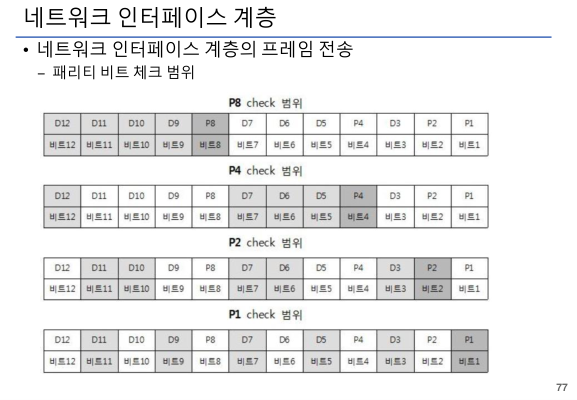 네트워크 인터페이스 계층
• 네트워크 인터페이스 계층의 프레임 전송
– 패리티 비트 체크 범위
P8 check 범위
D12 D11 D10 D9 P8 D7 D6 D5 P4 D3 P2 P1
비트12 비트11 비트10 비트9 비트8 비트7 비트6 비트5 비트4 비트3 비트2 비트1
P4 check 범위
D12 D11 D10 D9 P8 D7 D6 D5 P4 D3 P2 P1
비트12 비트11 비트10 비트9 비트8 비트7 비트6 비트5 비트4 비트3 비트2 비트1
P2 check 범위
D12 D11 D10 D9 P8 D7 D6 D5 P4 D3 P2 P1
비트12 비트11 비트10 비트9 비트8 비트7 비트6 비트5 비트4 비트3 비트2 비트1
P1 check 범위
D12 D11 D10 D9 P8 D7 D6 D5 P4 D3 P2 P1
비트12 비트11 비트10 비트9 비트8 비트7 비트6 비트5 비트4 비트3 비트2 비트1
77